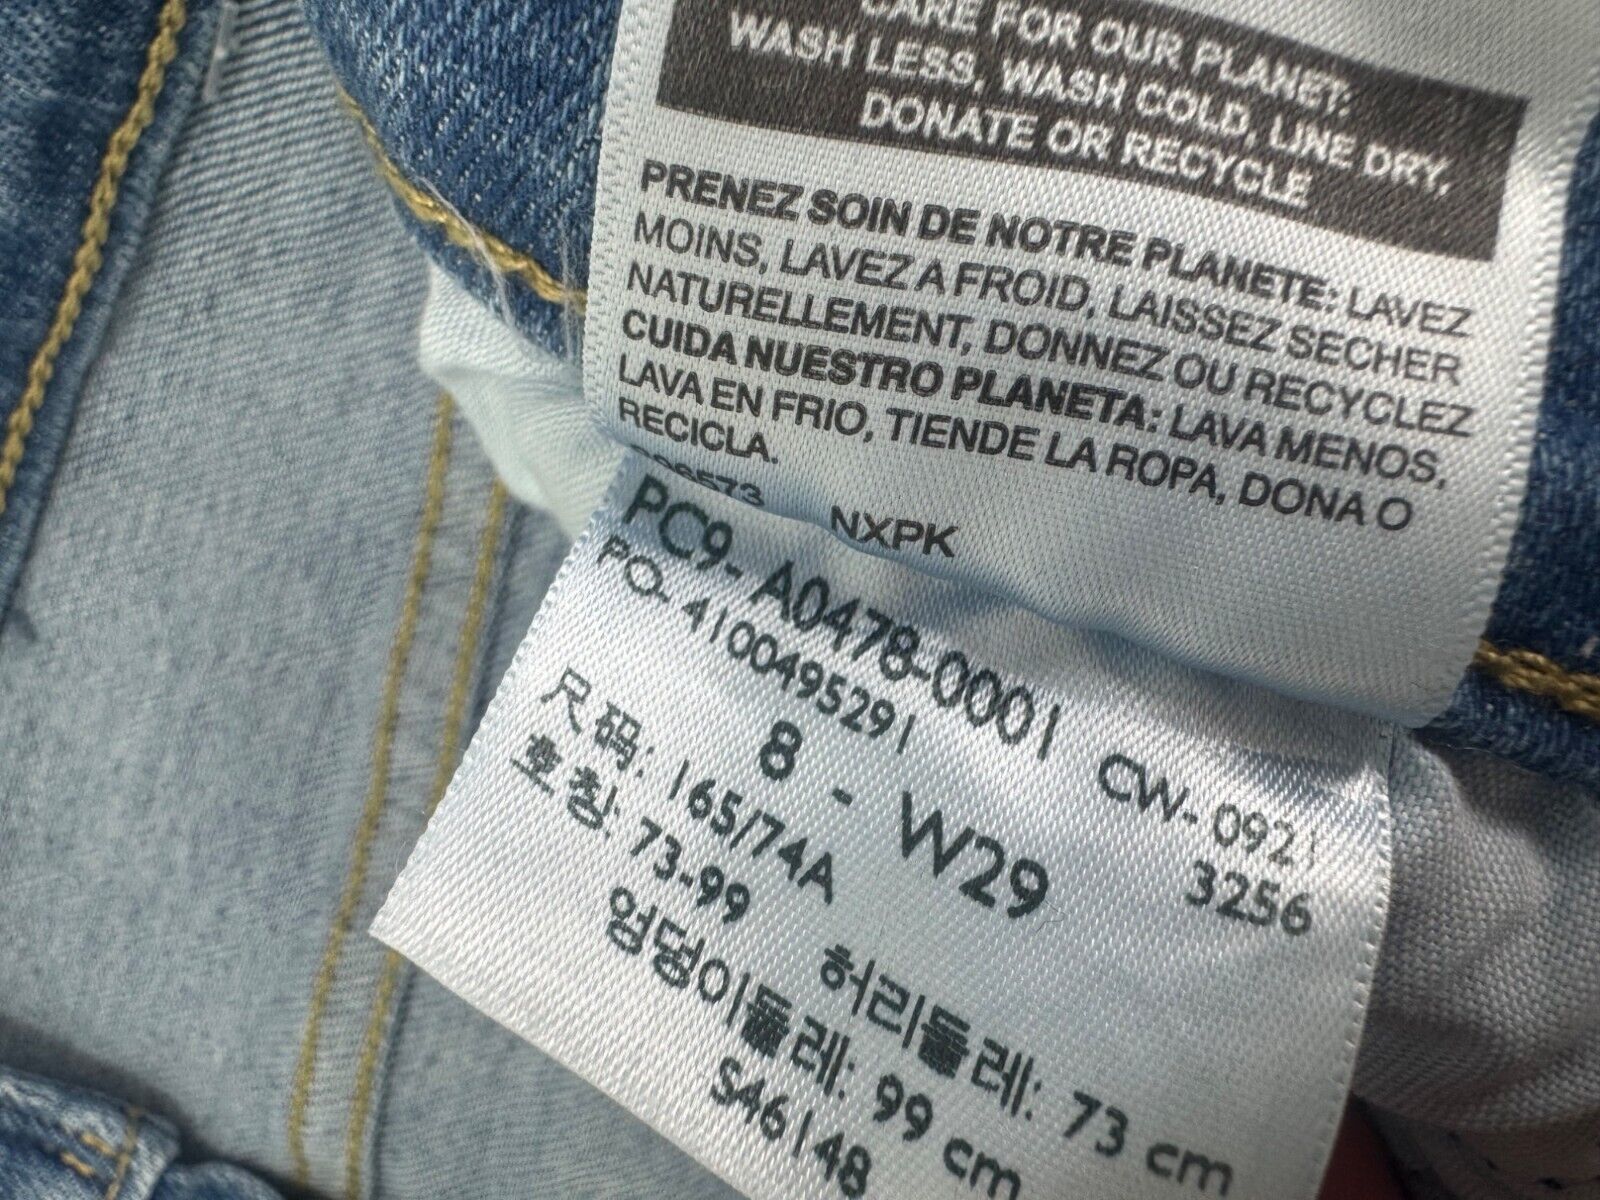 CARE FOR OUR PLANET:
WASH LESS, WASH COLD, LINE DRY,
DONATE OR RECYCLE
PRENEZ SOIN DE NOTRE PLANETE: LAVEZ
MOINS, LAVEZ A FROID, LAISSEZ SECHER
NATURELLEMENT, DONNEZ OU RECYCLEZ
CUIDA NUESTRO PLANETA: LAVA MENOS,
LAVA EN FRIO, TIENDE LA ROPA, DONA O
RECICLA.
NXPK
PC9-A0478-0001
PO-4100495291
CW-092
8 - W29
3256
尺码: 165/74A
호칭: 73-99
허리둘레: 73 cm
엉덩이둘레: 99 cm
S46148